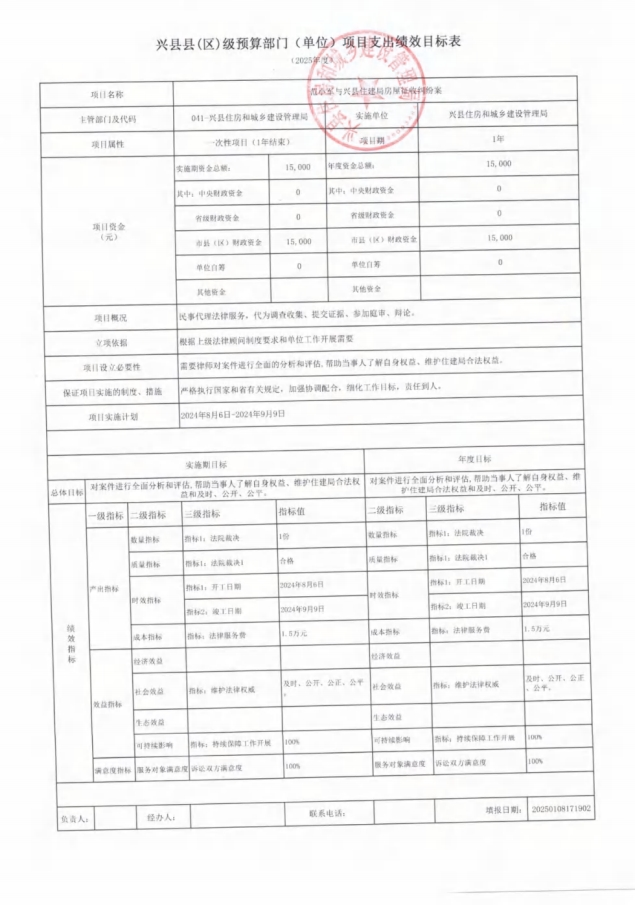 兴县县(区)级预算部门（单位）项目支出绩效目标表
（2025年度）
项目名称 与兴县住建局房屋征收纠纷案
主管部门及代码 041-兴县住房和城乡建设管理局 实施单位 兴县住房和城乡建设管理局
项目属性 一次性项目（1年结束） 项目期 1年
项目资金
（元）
实施期资金总额： 15,000 年度资金总额： 15,000
其中：中央财政资金 0 其中：中央财政资金 0
省级财政资金 0 省级财政资金 0
市县（区）财政资金 15,000 市县（区）财政资金 15,000
单位自筹 0 单位自筹 0
其他资金 其他资金
项目概况 民事代理法律服务，代为调查收集、提交证据、参加庭审、辩论。
立项依据 根据上级法律顾问制度要求和单位工作开展需要
项目设立必要性 需要律师对案件进行全面的分析和评估,帮助当事人了解自身权益、维护住建局合法权益。
保证项目实施的制度、措施 严格执行国家和省有关规定，加强协调配合，细化工作目标，责任到人。
项目实施计划 2024年8月6日-2024年9月9日
实施期目标 年度目标
总体目标 对案件进行全面分析和评估,帮助当事人了解自身权益、维护住建局合法权益和及时、公开、公平。 对案件进行全面分析和评估,帮助当事人了解自身权益、维护住建局合法权益和及时、公开、公平。
绩效指标
一级指标 二级指标 三级指标 指标值 二级指标 三级指标 指标值
产出指标
数量指标 指标1：法院裁决 1份 数量指标 指标1：法院裁决 1份
质量指标 指标1：法院裁决1 合格 质量指标 指标1：法院裁决1 合格
时效指标 指标1：开工日期 2024年8月6日 时效指标 指标1：开工日期 2024年8月6日
指标2：竣工日期 2024年9月9日 指标2：竣工日期 2024年9月9日
成本指标 指标：法律服务费 1.5万元 成本指标 指标：法律服务费 1.5万元
效益指标
经济效益 经济效益
社会效益 指标：维护法律权威 及时、公开、公正、公平。 社会效益 指标：维护法律权威 及时、公开、公正、公平。
生态效益 生态效益
可持续影响 指标：持续保障工作开展 100% 可持续影响 指标：持续保障工作开展 100%
满意度指标 服务对象满意度 诉讼双方满意度 100% 服务对象满意度 诉讼双方满意度 100%
负责人： 经办人： 联系电话： 填报日期： 20250108171902